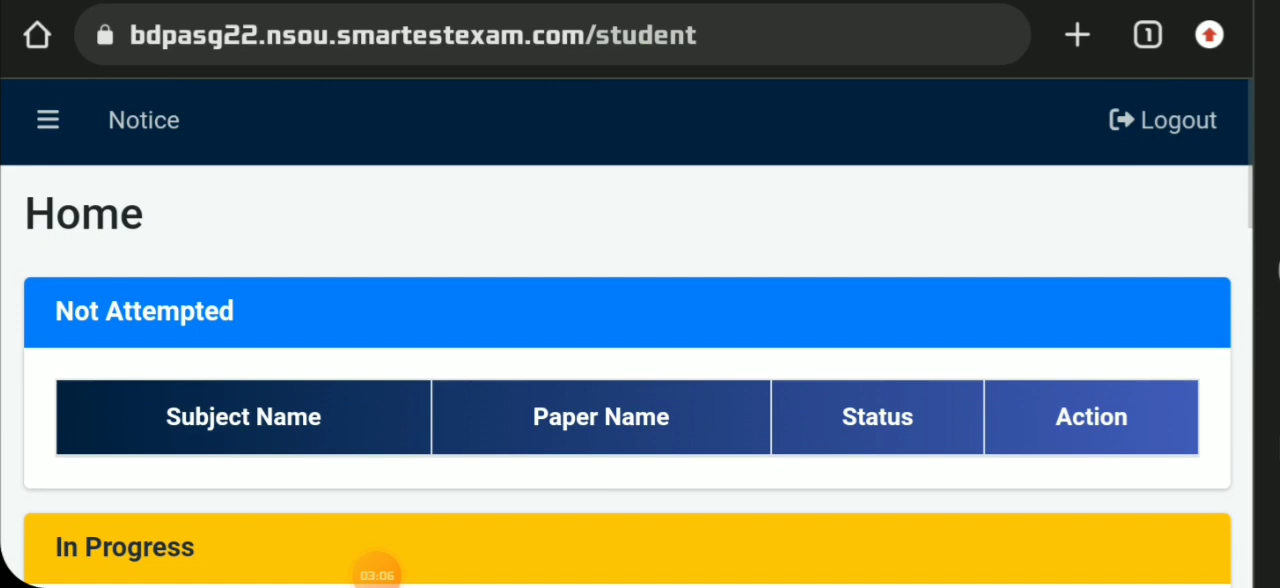 bdpasg22.nsou.smartestexam.com/student
1
Notice
Logout
Home
Not Attempted
Subject Name Paper Name Status Action
In Progress
03:06